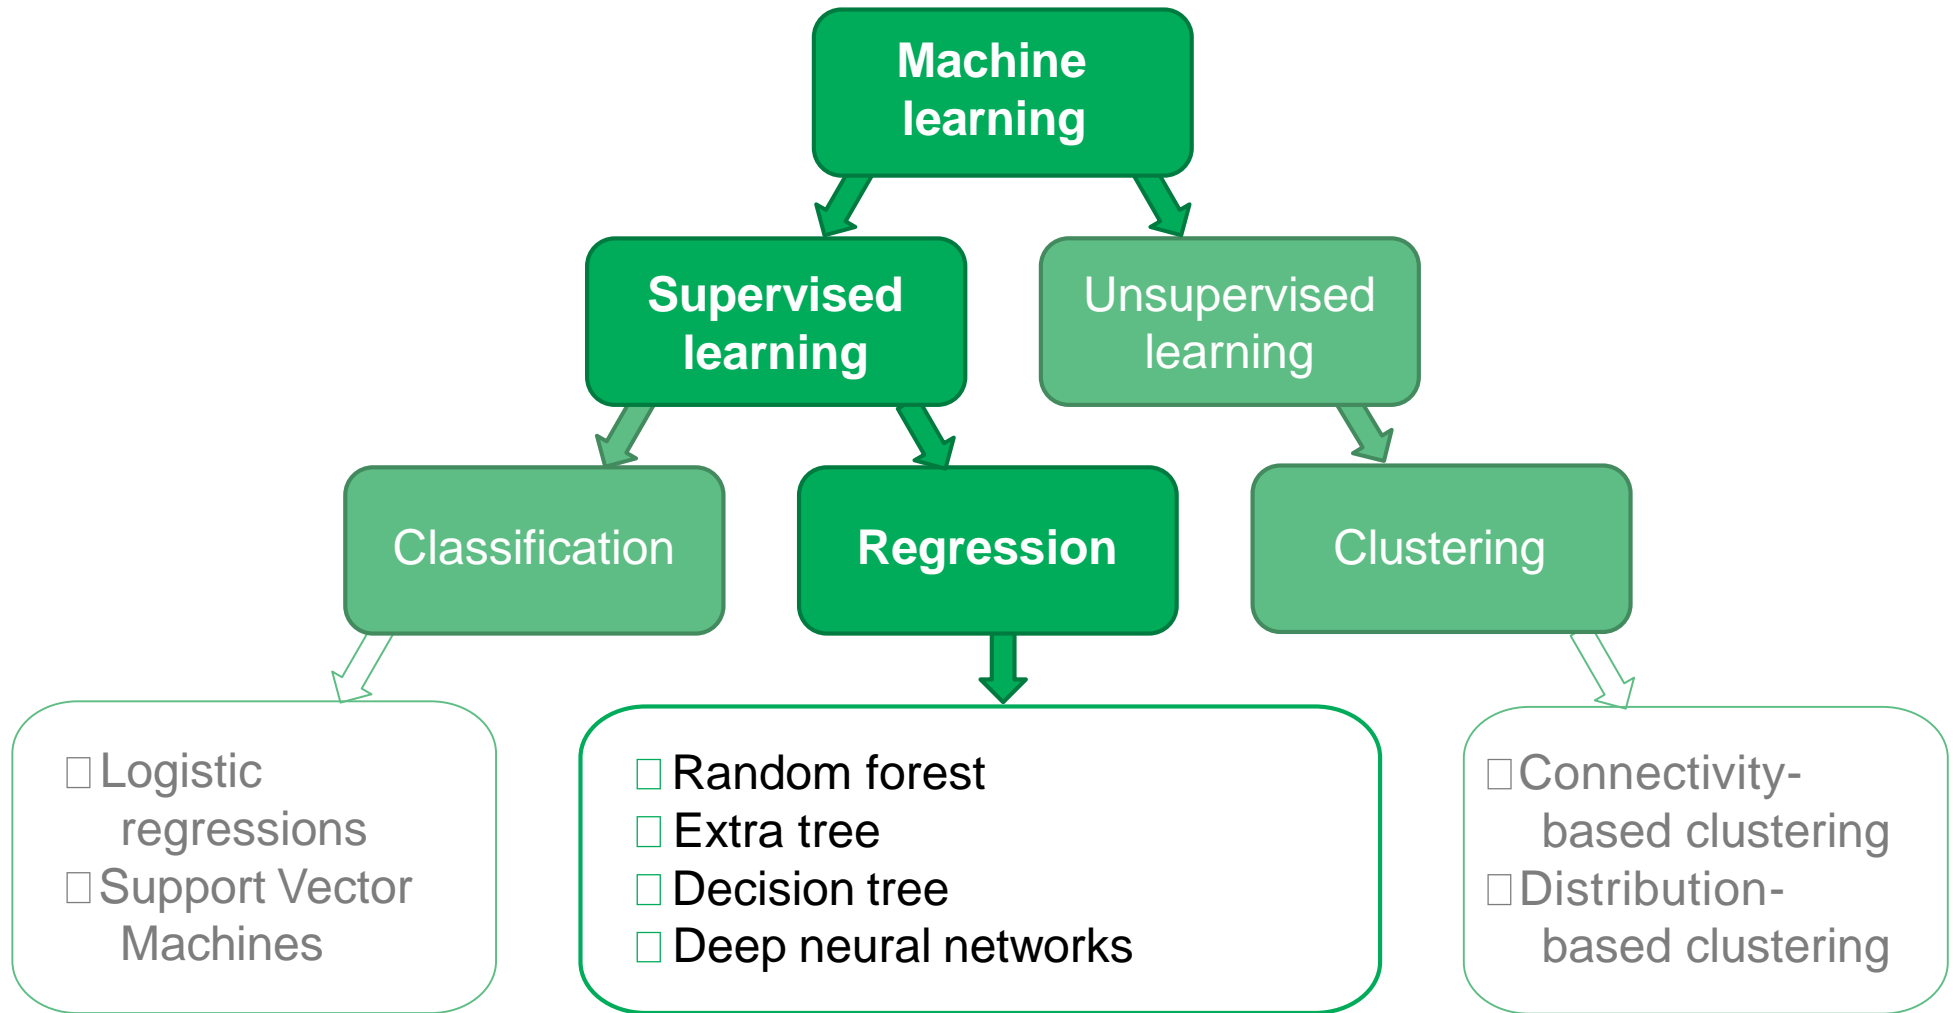 Machine
learning
Supervised
learning
Unsupervised
learning
Classification
Regression
Clustering
Logistic
regressions
Support Vector
Machines
Random forest
Extra tree
Decision tree
Deep neural networks
Connectivity-
based clustering
Distribution-
based clustering